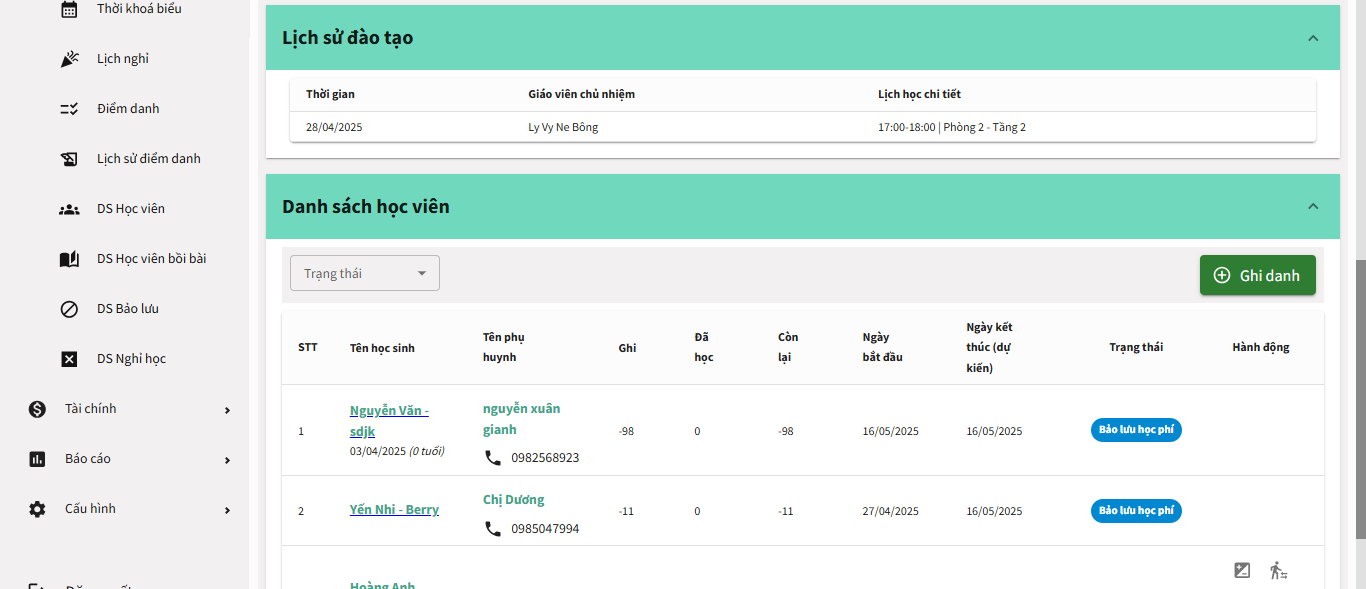 Thời khoá biểu
Lịch nghỉ
Điểm danh
Lịch sử điểm danh
DS Học viên
DS Học viên bồi bài
DS Bảo lưu
DS Nghỉ học
Tài chính
Báo cáo
Cấu hình
Lịch sử đào tạo
Thời gian Giáo viên chủ nhiệm Lịch học chi tiết
28/04/2025 Ly Vy Ne Bông 17:00-18:00 | Phòng 2 - Tầng 2
Danh sách học viên
Trạng thái
Ghi danh
STT Tên học sinh Tên phụ huynh Ghi Đã học Còn lại Ngày bắt đầu Ngày kết thúc (dự kiến) Trạng thái Hành động
1 Nguyễn Văn - sdjk nguyễn xuân gianh -98 0 -98 16/05/2025 16/05/2025 Bảo lưu học phí
03/04/2025 (0 tuổi) 0982568923
2 Yến Nhi - Berry Chị Dương -11 0 -11 27/04/2025 16/05/2025 Bảo lưu học phí
0985047994
Hoàng Anh